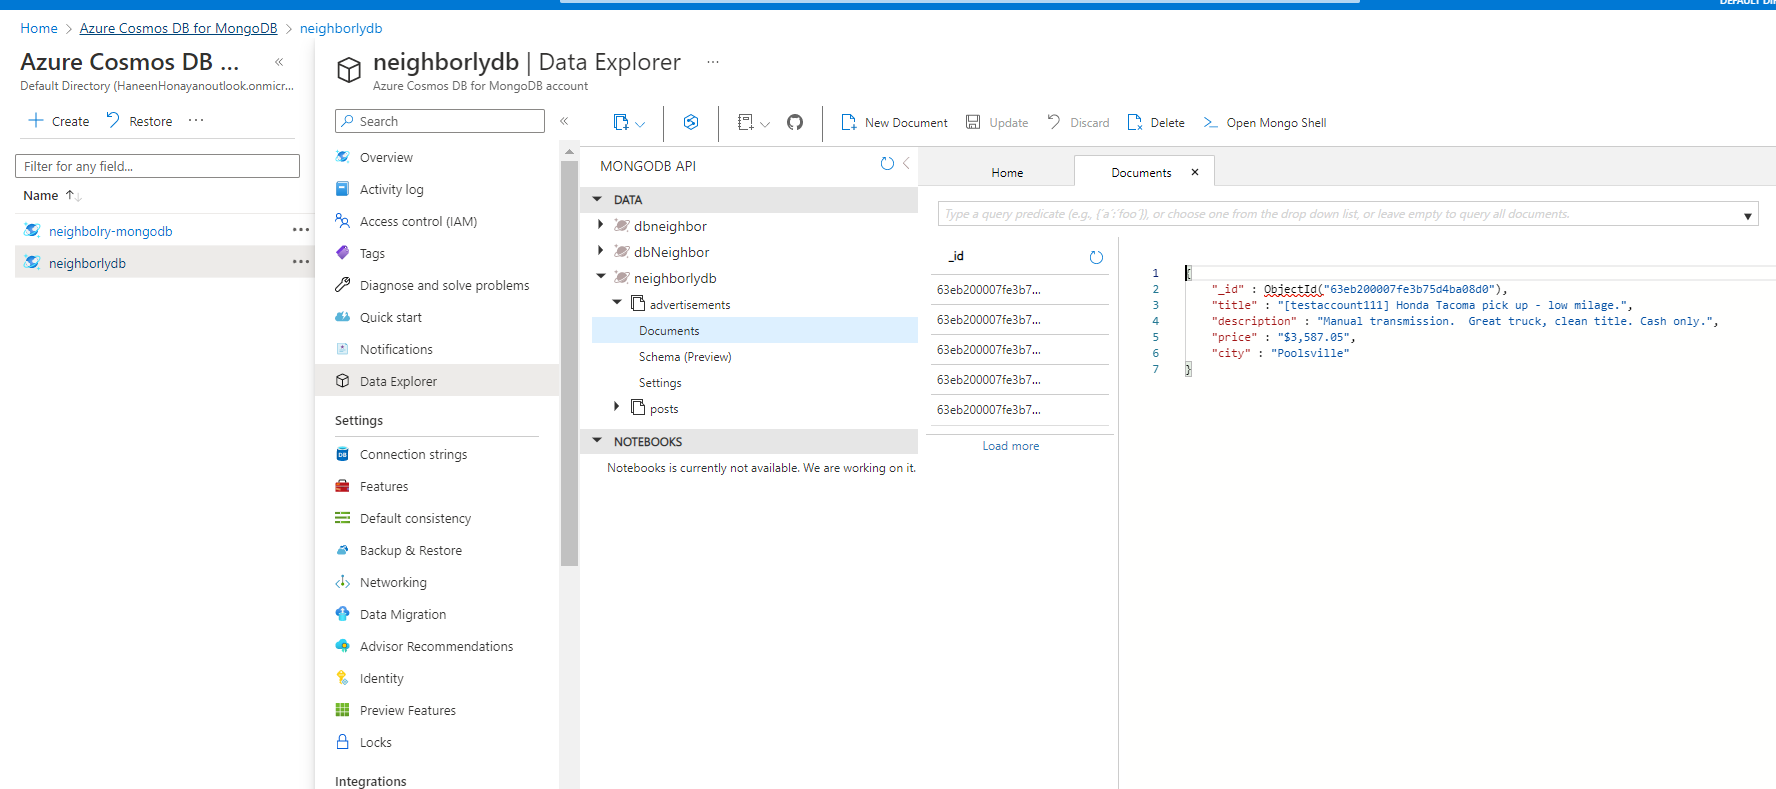 DEFAULT DIR
Home > Azure Cosmos DB for MongoDB > neighborlydb
Azure Cosmos DB ... «
Default Directory (HaneenHonayanoutlook.onmicr...
+ Create Restore ...
Filter for any field...
Name ↑↓
neighbolry-mongodb ...
neighborlydb ...
neighborlydb | Data Explorer ...
Azure Cosmos DB for MongoDB account
Search «
Overview
Activity log
Access control (IAM)
Tags
Diagnose and solve problems
Quick start
Notifications
Data Explorer
Settings
Connection strings
Features
Default consistency
Backup & Restore
Networking
Data Migration
Advisor Recommendations
Identity
Preview Features
Locks
Integrations
New Document Update Discard Delete Open Mongo Shell
MONGODB API
DATA
dbneighbor
dbNeighbor
neighborlydb
advertisements
Documents
Schema (Preview)
Settings
posts
NOTEBOOKS
Notebooks is currently not available. We are working on it.
Home Documents ×
Type a query predicate (e.g., {´a´:´foo´}), or choose one from the drop down list, or leave empty to query all documents.
_id
63eb200007fe3b7...
63eb200007fe3b7...
63eb200007fe3b7...
63eb200007fe3b7...
63eb200007fe3b7...
Load more
1 {
2 "_id" : ObjectId("63eb200007fe3b75d4ba08d0"),
3 "title" : "[testaccount111] Honda Tacoma pick up - low milage.",
4 "description" : "Manual transmission.  Great truck, clean title. Cash only.",
5 "price" : "$3,587.05",
6 "city" : "Poolsville"
7 }